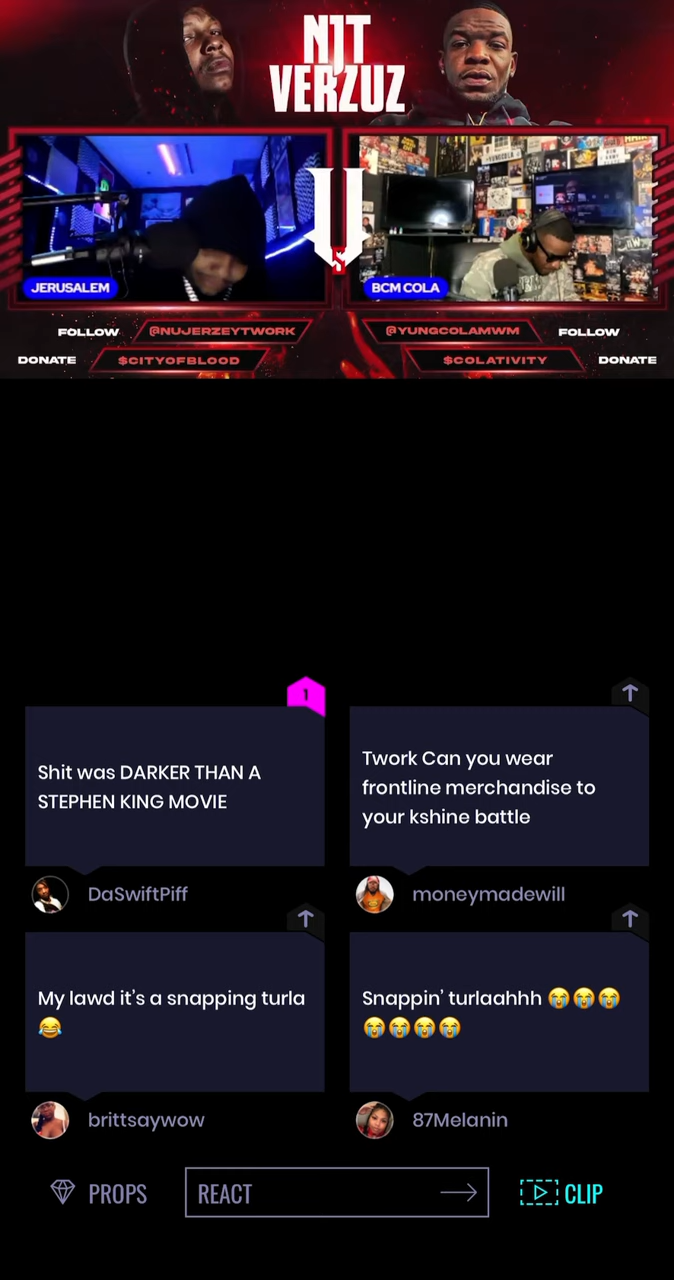 NJT
VERZUZ
JERUSALEM
BCM COLA
FOLLOW @NUJERZEYTWORK
@YUNGCOLAMWM FOLLOW
DONATE $CITYOFBLOOD
$COLATIVITY DONATE
1
Shit was DARKER THAN A
STEPHEN KING MOVIE
DaSwiftPiff
Twork Can you wear
frontline merchandise to
your kshine battle
moneymadewill
My lawd it’s a snapping turla
😂
brittsaywow
Snappin’ turlaahhh 😭😭😭
😭😭😭😭
87Melanin
PROPS
REACT
CLIP